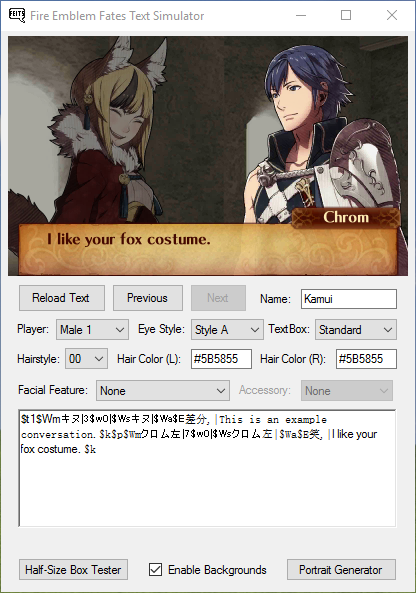 FEITS
Fire Emblem Fates Text Simulator
Chrom
I like your fox costume.
Reload Text
Previous
Next
Name:
Kamui
Player:
Male 1
Eye Style:
Style A
TextBox:
Standard
Hairstyle:
00
Hair Color (L):
#5B5855
Hair Color (R):
#5B5855
Facial Feature:
None
Accessory:
None
$t1$Wmキヌ|3$w0|$Wsキヌ|$Wa$E差分,|This is an example
conversation.$k$p$Wmクロム左|7$w0|$Wsクロム左|$Wa$E笑,|I like your
fox costume. $k
Half-Size Box Tester
Enable Backgrounds
Portrait Generator